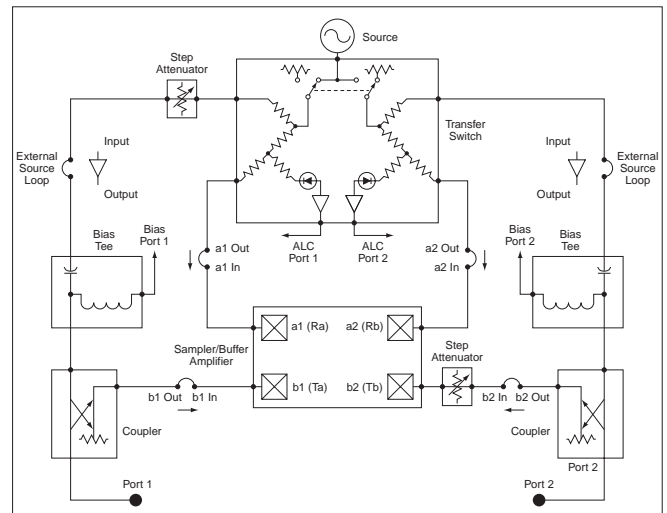 Source
Step
Attenuator
Transfer
Switch
External
Source
Loop
Input
Output
Input
Output
External
Source
Loop
Bias
Tee
Bias
Port 1
ALC
Port 1
ALC
Port 2
a1 Out
a1 In
a2 Out
a2 In
Bias
Port 2
Bias
Tee
a1 (Ra)
a2 (Rb)
Sampler/Buffer
Amplifier
Step
Attenuator
b1 (Ta)
b2 (Tb)
b1 Out
b1 In
b2 In
b2 Out
Coupler
Coupler
Port 2
Port 1
Port 2